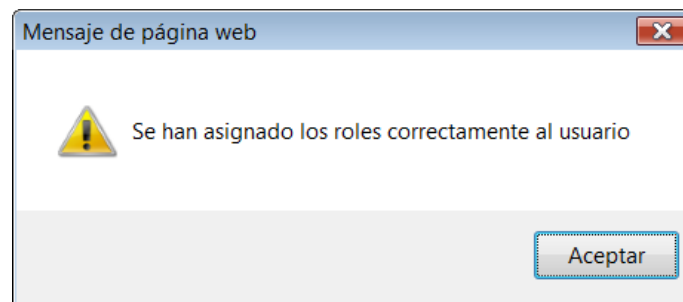 Mensaje de página web
Se han asignado los roles correctamente al usuario
Aceptar